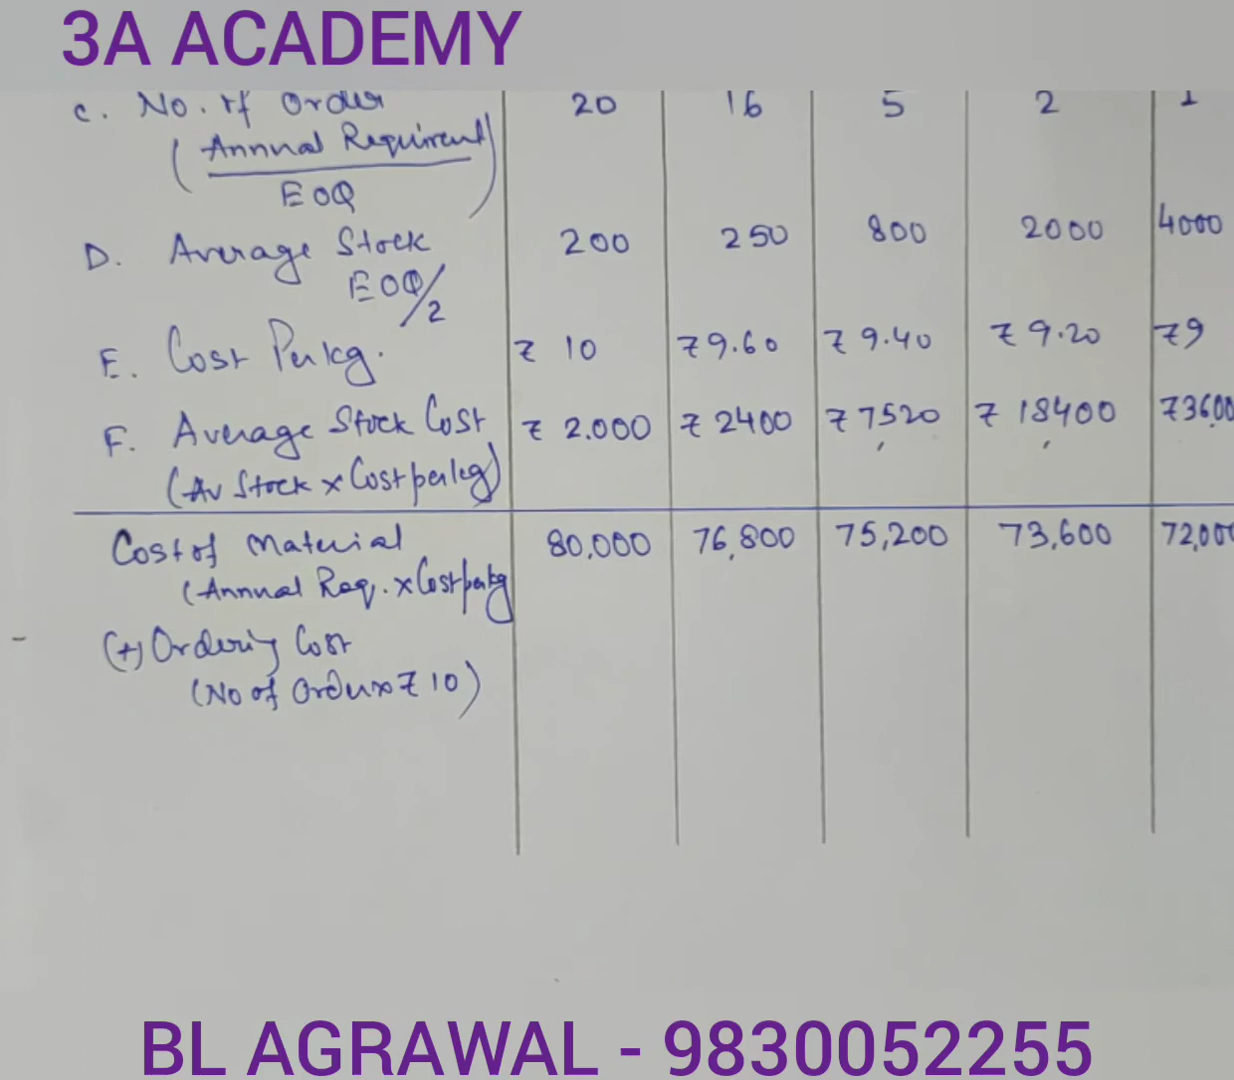 3A ACADEMY
C. No. of Order 20 16 5 2 1
(Annual Requirement
EOQ)
D. Average Stock 200 250 800 2000 4000
EOQ/2
E. Cost Per kg. ₹ 10 ₹9.60 ₹ 9.40 ₹ 9.20 ₹9
F. Average Stock Cost ₹ 2,000 ₹ 2400 ₹ 7520 ₹ 18400 ₹3600
(Av Stock x Cost per kg)
Cost of Material 80,000 76,800 75,200 73,600 72,000
(Annual Req. x Cost per kg
(+) Ordering Cost
(No of Order x ₹ 10)
BL AGRAWAL - 9830052255